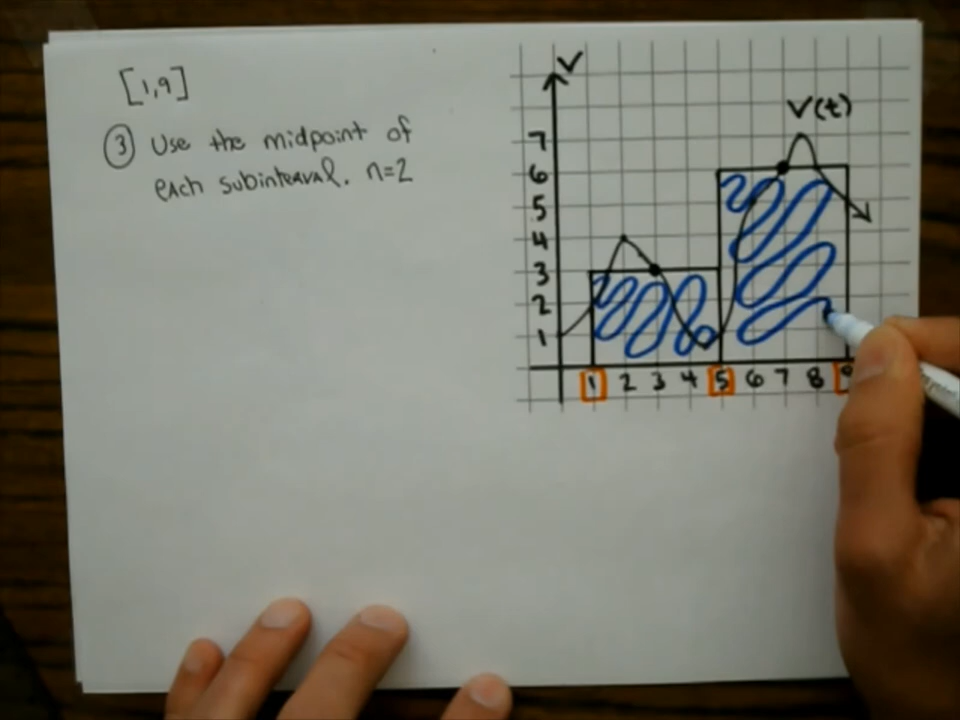 [1,9]
③ Use the midpoint of
each subinterval. n=2
V
V(t)
7
6
5
4
3
2
1
1 2 3 4 5 6 7 8 9